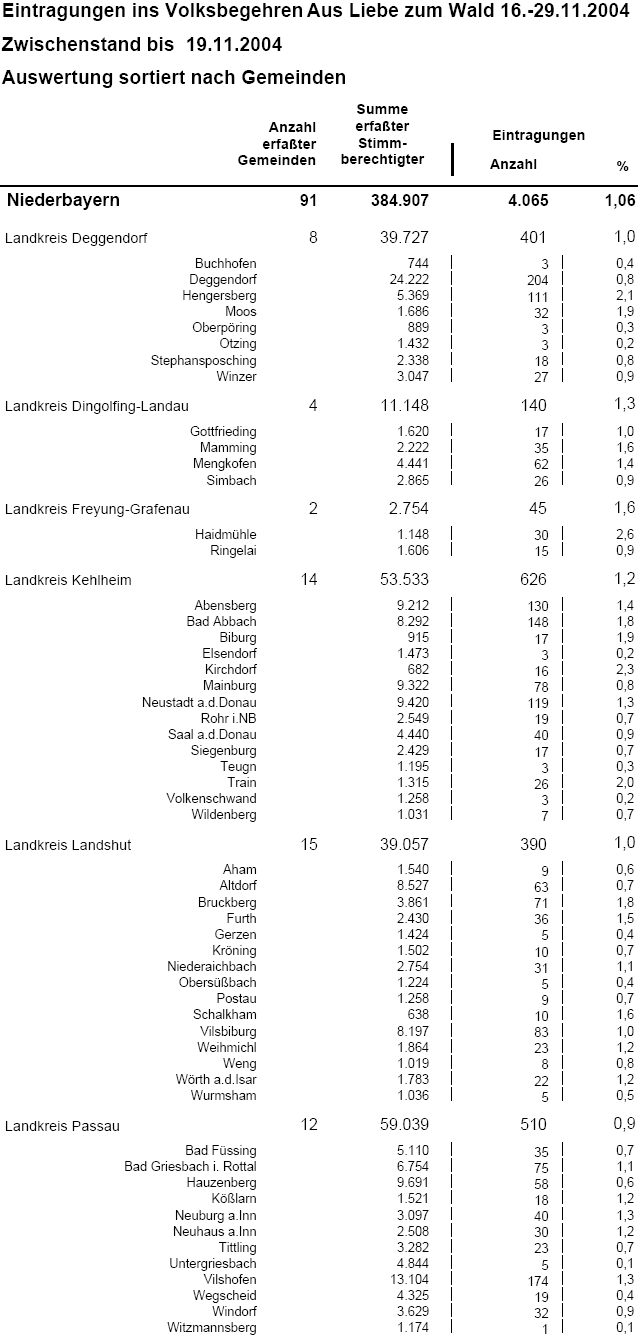 Eintragungen ins Volksbegehren Aus Liebe zum Wald 16.-29.11.2004
Zwischenstand bis 19.11.2004
Auswertung sortiert nach Gemeinden
Anzahl erfaßter Gemeinden Summe erfaßter Stimm-berechtigter Eintragungen Anzahl %
Niederbayern 91 384.907 4.065 1,06
Landkreis Deggendorf 8 39.727 401 1,0
Buchhofen 744 3 0,4
Deggendorf 24.222 204 0,8
Hengersberg 5.369 111 2,1
Moos 1.686 32 1,9
Oberpöring 889 3 0,3
Otzing 1.432 3 0,2
Stephansposching 2.338 18 0,8
Winzer 3.047 27 0,9
Landkreis Dingolfing-Landau 4 11.148 140 1,3
Gottfrieding 1.620 17 1,0
Mamming 2.222 35 1,6
Mengkofen 4.441 62 1,4
Simbach 2.865 26 0,9
Landkreis Freyung-Grafenau 2 2.754 45 1,6
Haidmühle 1.148 30 2,6
Ringelai 1.606 15 0,9
Landkreis Kehlheim 14 53.533 626 1,2
Abensberg 9.212 130 1,4
Bad Abbach 8.292 148 1,8
Biburg 915 17 1,9
Elsendorf 1.473 3 0,2
Kirchdorf 682 16 2,3
Mainburg 9.322 78 0,8
Neustadt a.d.Donau 9.420 119 1,3
Rohr i.NB 2.549 19 0,7
Saal a.d.Donau 4.440 40 0,9
Siegenburg 2.429 17 0,7
Teugn 1.195 3 0,3
Train 1.315 26 2,0
Volkenschwand 1.258 3 0,2
Wildenberg 1.031 7 0,7
Landkreis Landshut 15 39.057 390 1,0
Aham 1.540 9 0,6
Altdorf 8.527 63 0,7
Bruckberg 3.861 71 1,8
Furth 2.430 36 1,5
Gerzen 1.424 5 0,4
Kröning 1.502 10 0,7
Niederaichbach 2.754 31 1,1
Obersüßbach 1.224 5 0,4
Postau 1.258 9 0,7
Schalkham 638 10 1,6
Vilsbiburg 8.197 83 1,0
Weihmichl 1.864 23 1,2
Weng 1.019 8 0,8
Wörth a.d.Isar 1.783 22 1,2
Wurmsham 1.036 5 0,5
Landkreis Passau 12 59.039 510 0,9
Bad Füssing 5.110 35 0,7
Bad Griesbach i. Rottal 6.754 75 1,1
Hauzenberg 9.691 58 0,6
Kößlarn 1.521 18 1,2
Neuburg a.Inn 3.097 40 1,3
Neuhaus a.Inn 2.508 30 1,2
Tittling 3.282 23 0,7
Untergriesbach 4.844 5 0,1
Vilshofen 13.104 174 1,3
Wegscheid 4.325 19 0,4
Windorf 3.629 32 0,9
Witzmannsberg 1.174 1 0,1